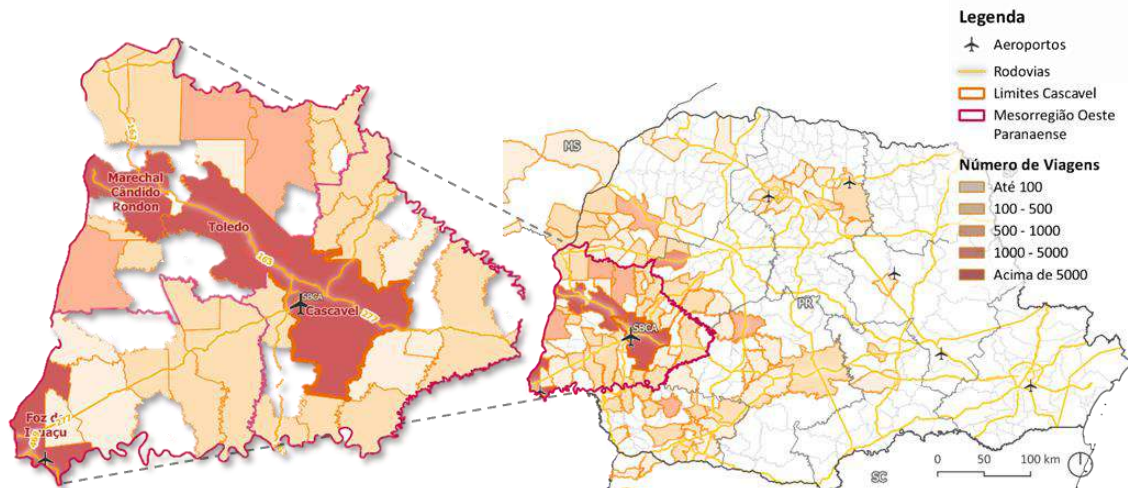 Legenda
Aeroportos
Rodovias
Limites Cascavel
Mesorregião Oeste
Paranaense
Número de Viagens
Até 100
100 - 500
500 - 1000
1000 - 5000
Acima de 5000
163
Marechal
Cândido
Rondon
Toledo
163
SBCA
Cascavel
277
Foz do
Iguaçu
MS
PR
SBCA
SC
0 50 100 km